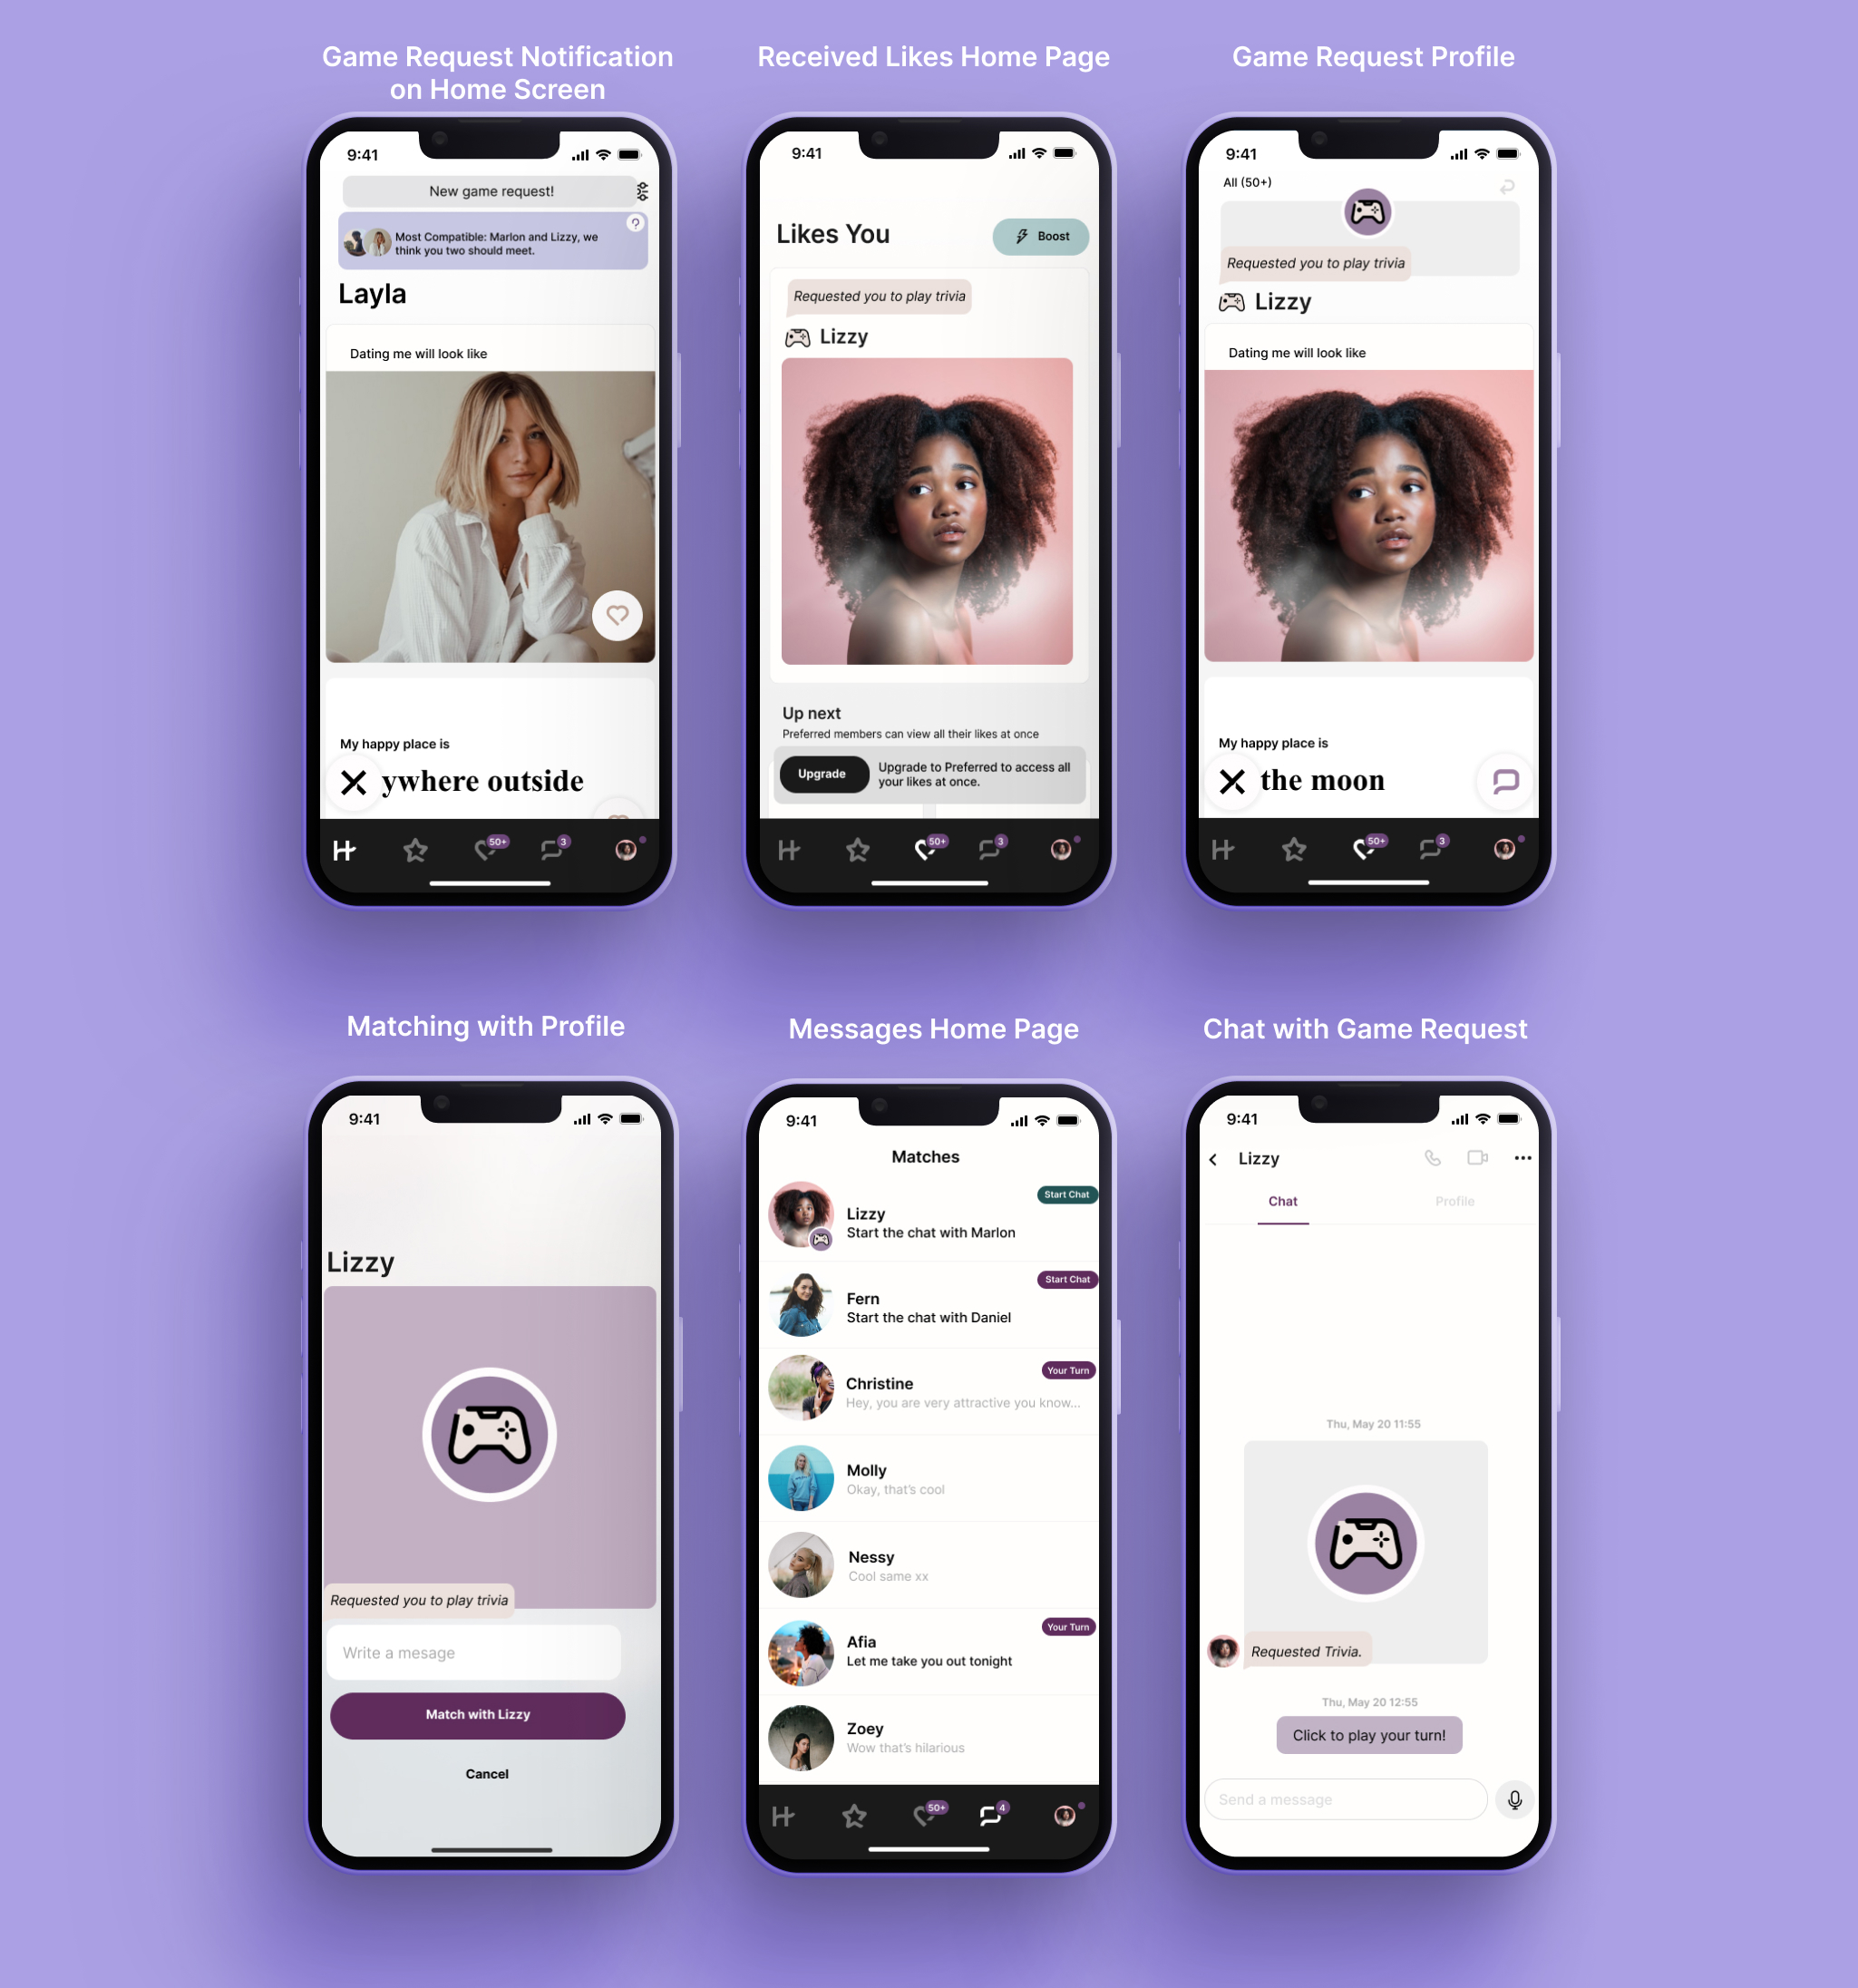 Game Request Notification
on Home Screen
9:41
New game request!
?
Most Compatible: Marlon and Lizzy, we
think you two should meet.
Layla
Dating me will look like
My happy place is
ywhere outside
50+
3
Received Likes Home Page
9:41
Likes You
Boost
Requested you to play trivia
Lizzy
Up next
Preferred members can view all their likes at once
Upgrade
Upgrade to Preferred to access all
your likes at once.
50+
3
Game Request Profile
9:41
All (50+)
Requested you to play trivia
Lizzy
Dating me will look like
My happy place is
the moon
50+
3
Matching with Profile
9:41
Lizzy
Requested you to play trivia
Write a mesage
Match with Lizzy
Cancel
Messages Home Page
9:41
Matches
Start Chat
Lizzy
Start the chat with Marlon
Start Chat
Fern
Start the chat with Daniel
Your Turn
Christine
Hey, you are very attractive you know...
Molly
Okay, that's cool
Nessy
Cool same xx
Your Turn
Afia
Let me take you out tonight
Zoey
Wow that's hilarious
50+
4
Chat with Game Request
9:41
Lizzy
Chat
Profile
Thu, May 20 11:55
Requested Trivia.
Thu, May 20 12:55
Click to play your turn!
Send a message